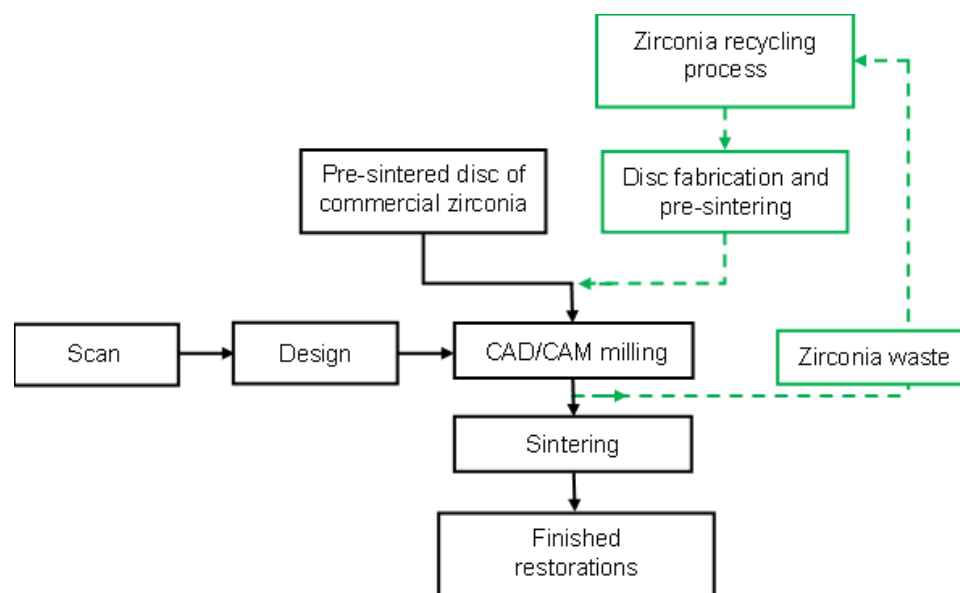 Zirconia recycling
process
Pre-sintered disc of
commercial zirconia
Disc fabrication and
pre-sintering
Scan
Design
CAD/CAM milling
Zirconia waste
Sintering
Finished
restorations